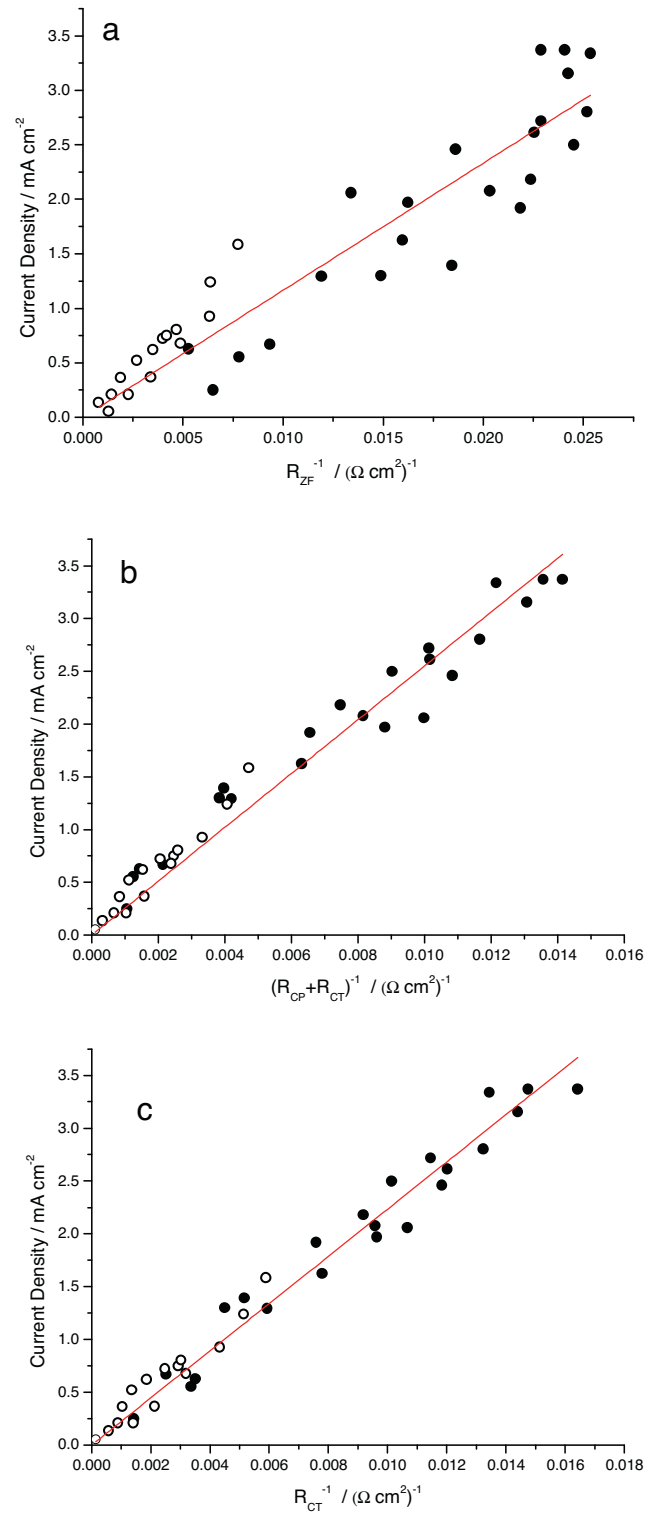 a
3.5
3.0
2.5
2.0
1.5
1.0
0.5
0.0
Current Density / mA cm⁻²
0.000 0.005 0.010 0.015 0.020 0.025
R_ZF⁻¹ / (Ω cm²)⁻¹
b
3.5
3.0
2.5
2.0
1.5
1.0
0.5
0.0
Current Density / mA cm⁻²
0.000 0.002 0.004 0.006 0.008 0.010 0.012 0.014 0.016
(R_CP+R_CT)⁻¹ / (Ω cm²)⁻¹
c
3.5
3.0
2.5
2.0
1.5
1.0
0.5
0.0
Current Density / mA cm⁻²
0.000 0.002 0.004 0.006 0.008 0.010 0.012 0.014 0.016 0.018
R_CT⁻¹ / (Ω cm²)⁻¹